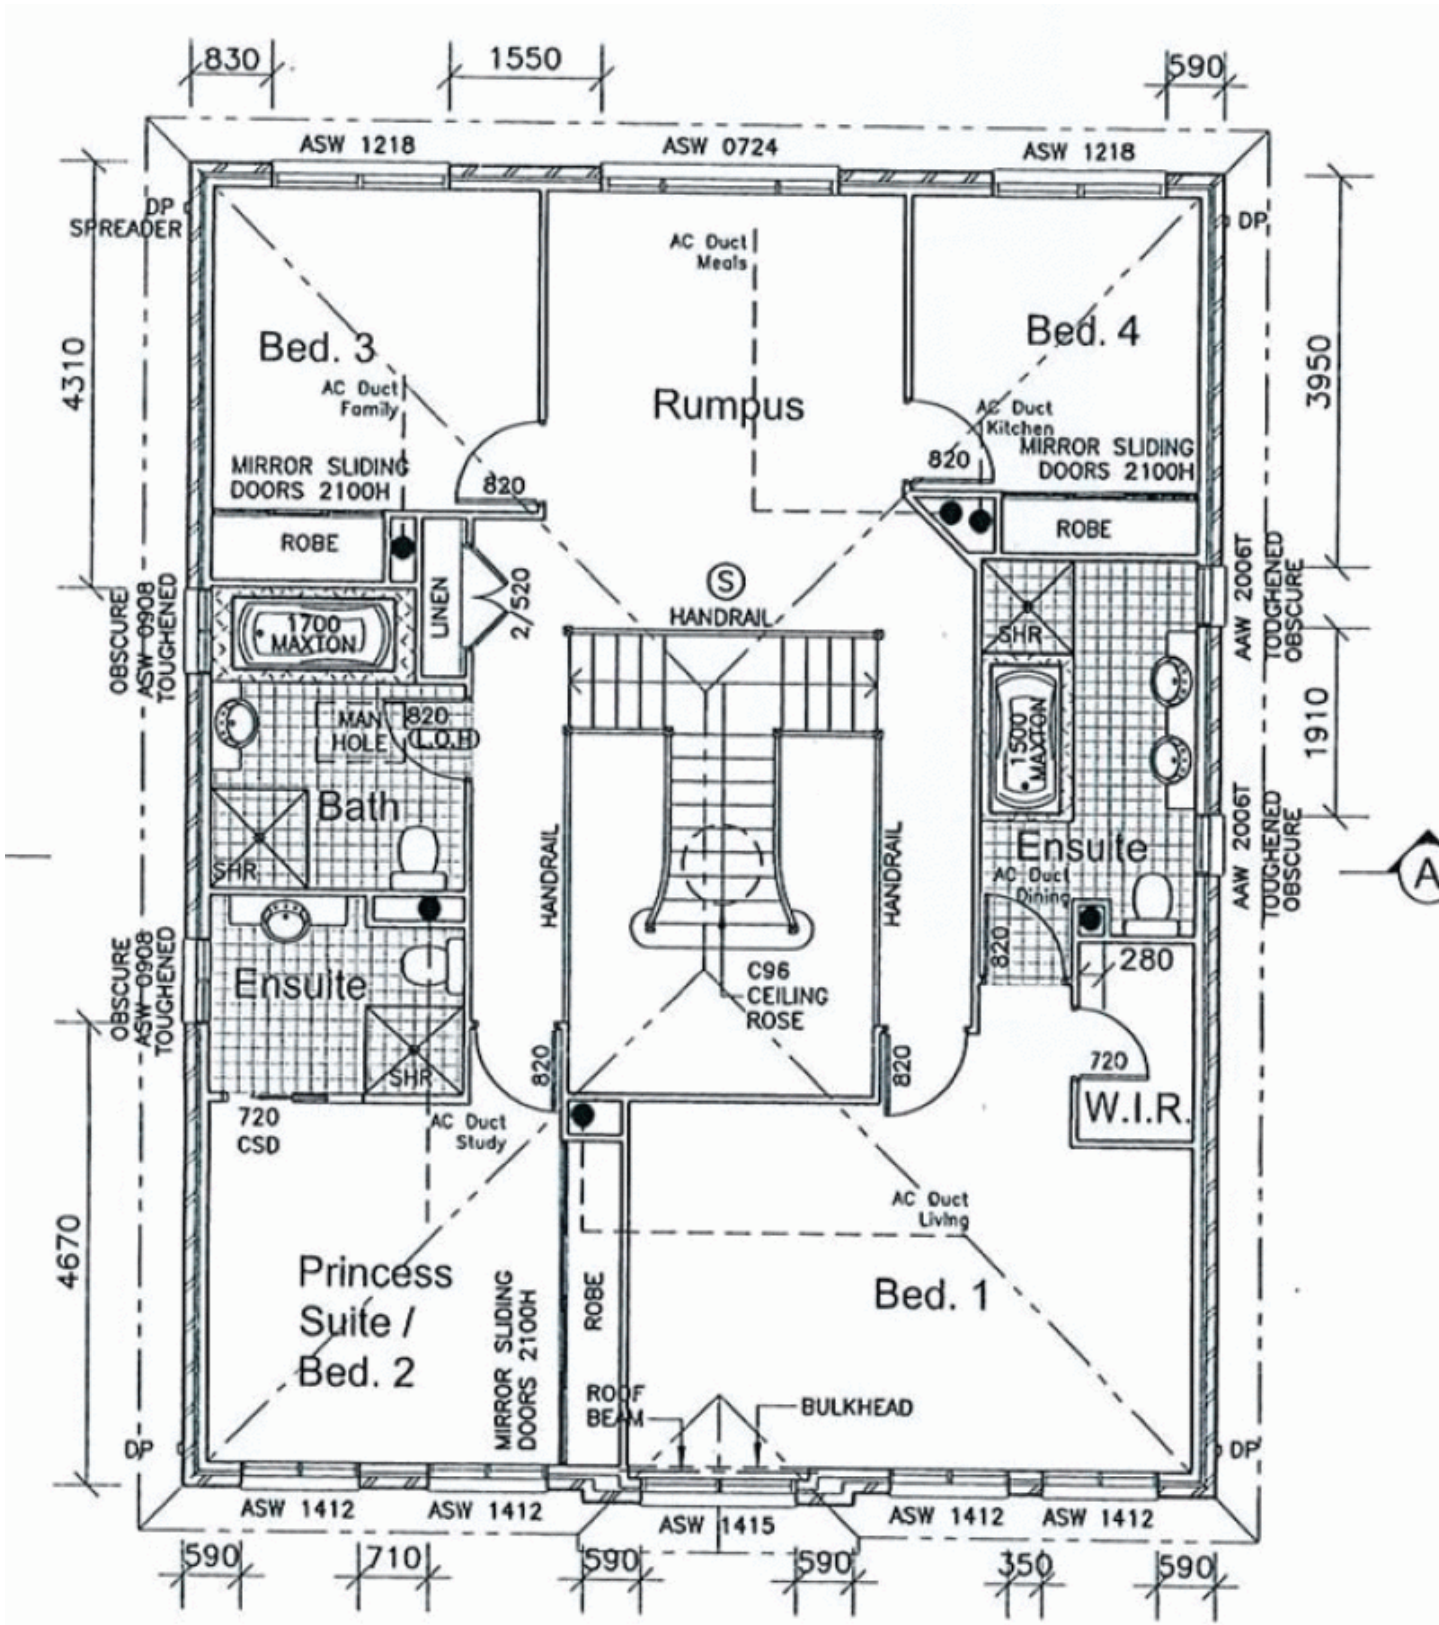 830
1550
590
ASW 1218
ASW 0724
ASW 1218
DP
SPREADER
DP
AC Duct
Meals
4310
3950
Bed. 3
Bed. 4
AC Duct
Family
Rumpus
AC Duct
Kitchen
MIRROR SLIDING
DOORS 2100H
820
820
MIRROR SLIDING
DOORS 2100H
ROBE
ROBE
OBSCURE
ASW 0908
TOUGHENED
LINEN
2/520
S
HANDRAIL
AAW 2006T
TOUGHENED
OBSCURE
1700
MAXTON
SHR
MAN
HOLE
820
(L.O.H)
1500
MAXTON
1910
Bath
SHR
HANDRAIL
HANDRAIL
Ensuite
AC Duct
Dining
AAW 2006T
TOUGHENED
OBSCURE
A
OBSCURE
ASW 0908
TOUGHENED
Ensuite
C96
CEILING
ROSE
820
280
SHR
820
820
720
W.I.R.
720
CSD
AC Duct
Study
AC Duct
Living
4670
Princess
Suite /
Bed. 2
MIRROR SLIDING
DOORS 2100H
ROBE
Bed. 1
ROOF
BEAM
BULKHEAD
DP
DP
ASW 1412
ASW 1412
ASW 1415
ASW 1412
ASW 1412
590
710
590
590
350
590